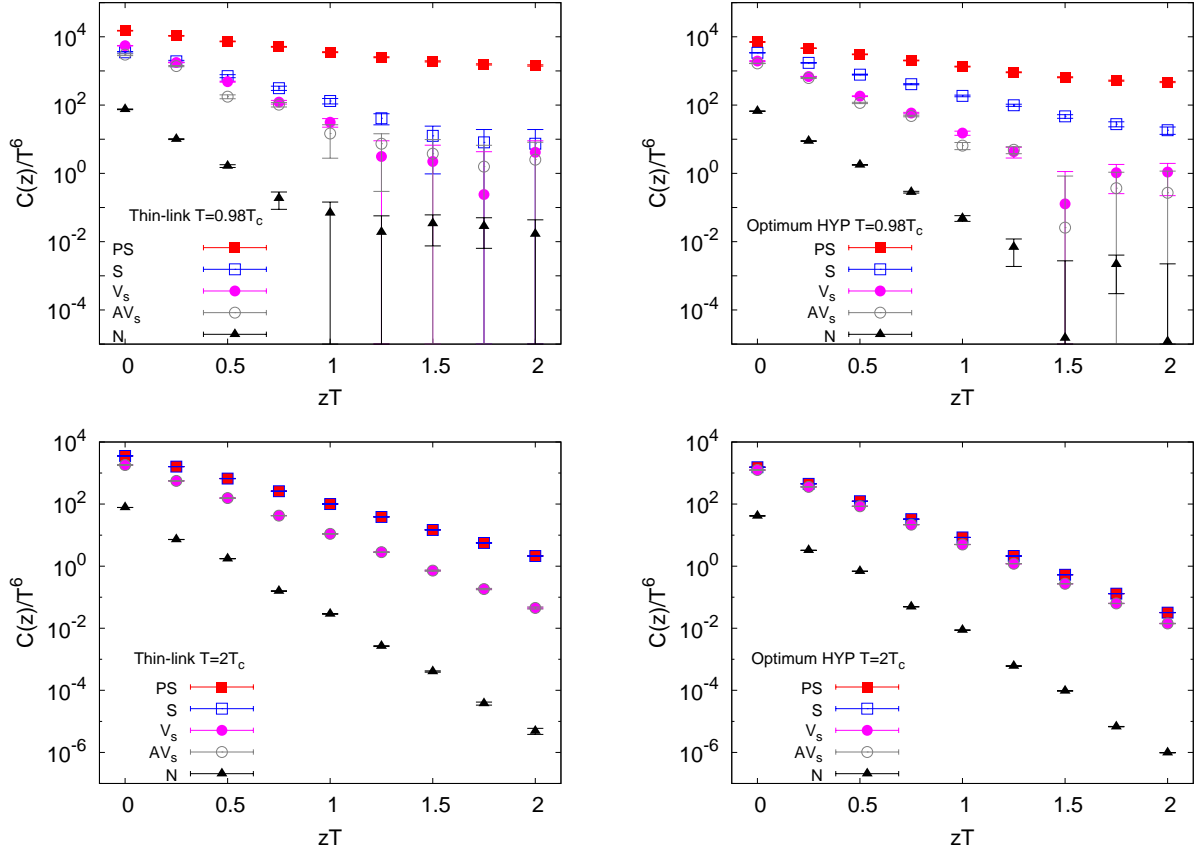 C(z)/T^6
10^4
10^2
10^0
10^-2
10^-4
Thin-link T=0.98T_c
PS
S
V_s
AV_s
N
0 0.5 1 1.5 2
zT
C(z)/T^6
10^4
10^2
10^0
10^-2
10^-4
Optimum HYP T=0.98T_c
PS
S
V_s
AV_s
N
0 0.5 1 1.5 2
zT
C(z)/T^6
10^4
10^2
10^0
10^-2
10^-4
10^-6
Thin-link T=2T_c
PS
S
V_s
AV_s
N
0 0.5 1 1.5 2
zT
C(z)/T^6
10^4
10^2
10^0
10^-2
10^-4
10^-6
Optimum HYP T=2T_c
PS
S
V_s
AV_s
N
0 0.5 1 1.5 2
zT